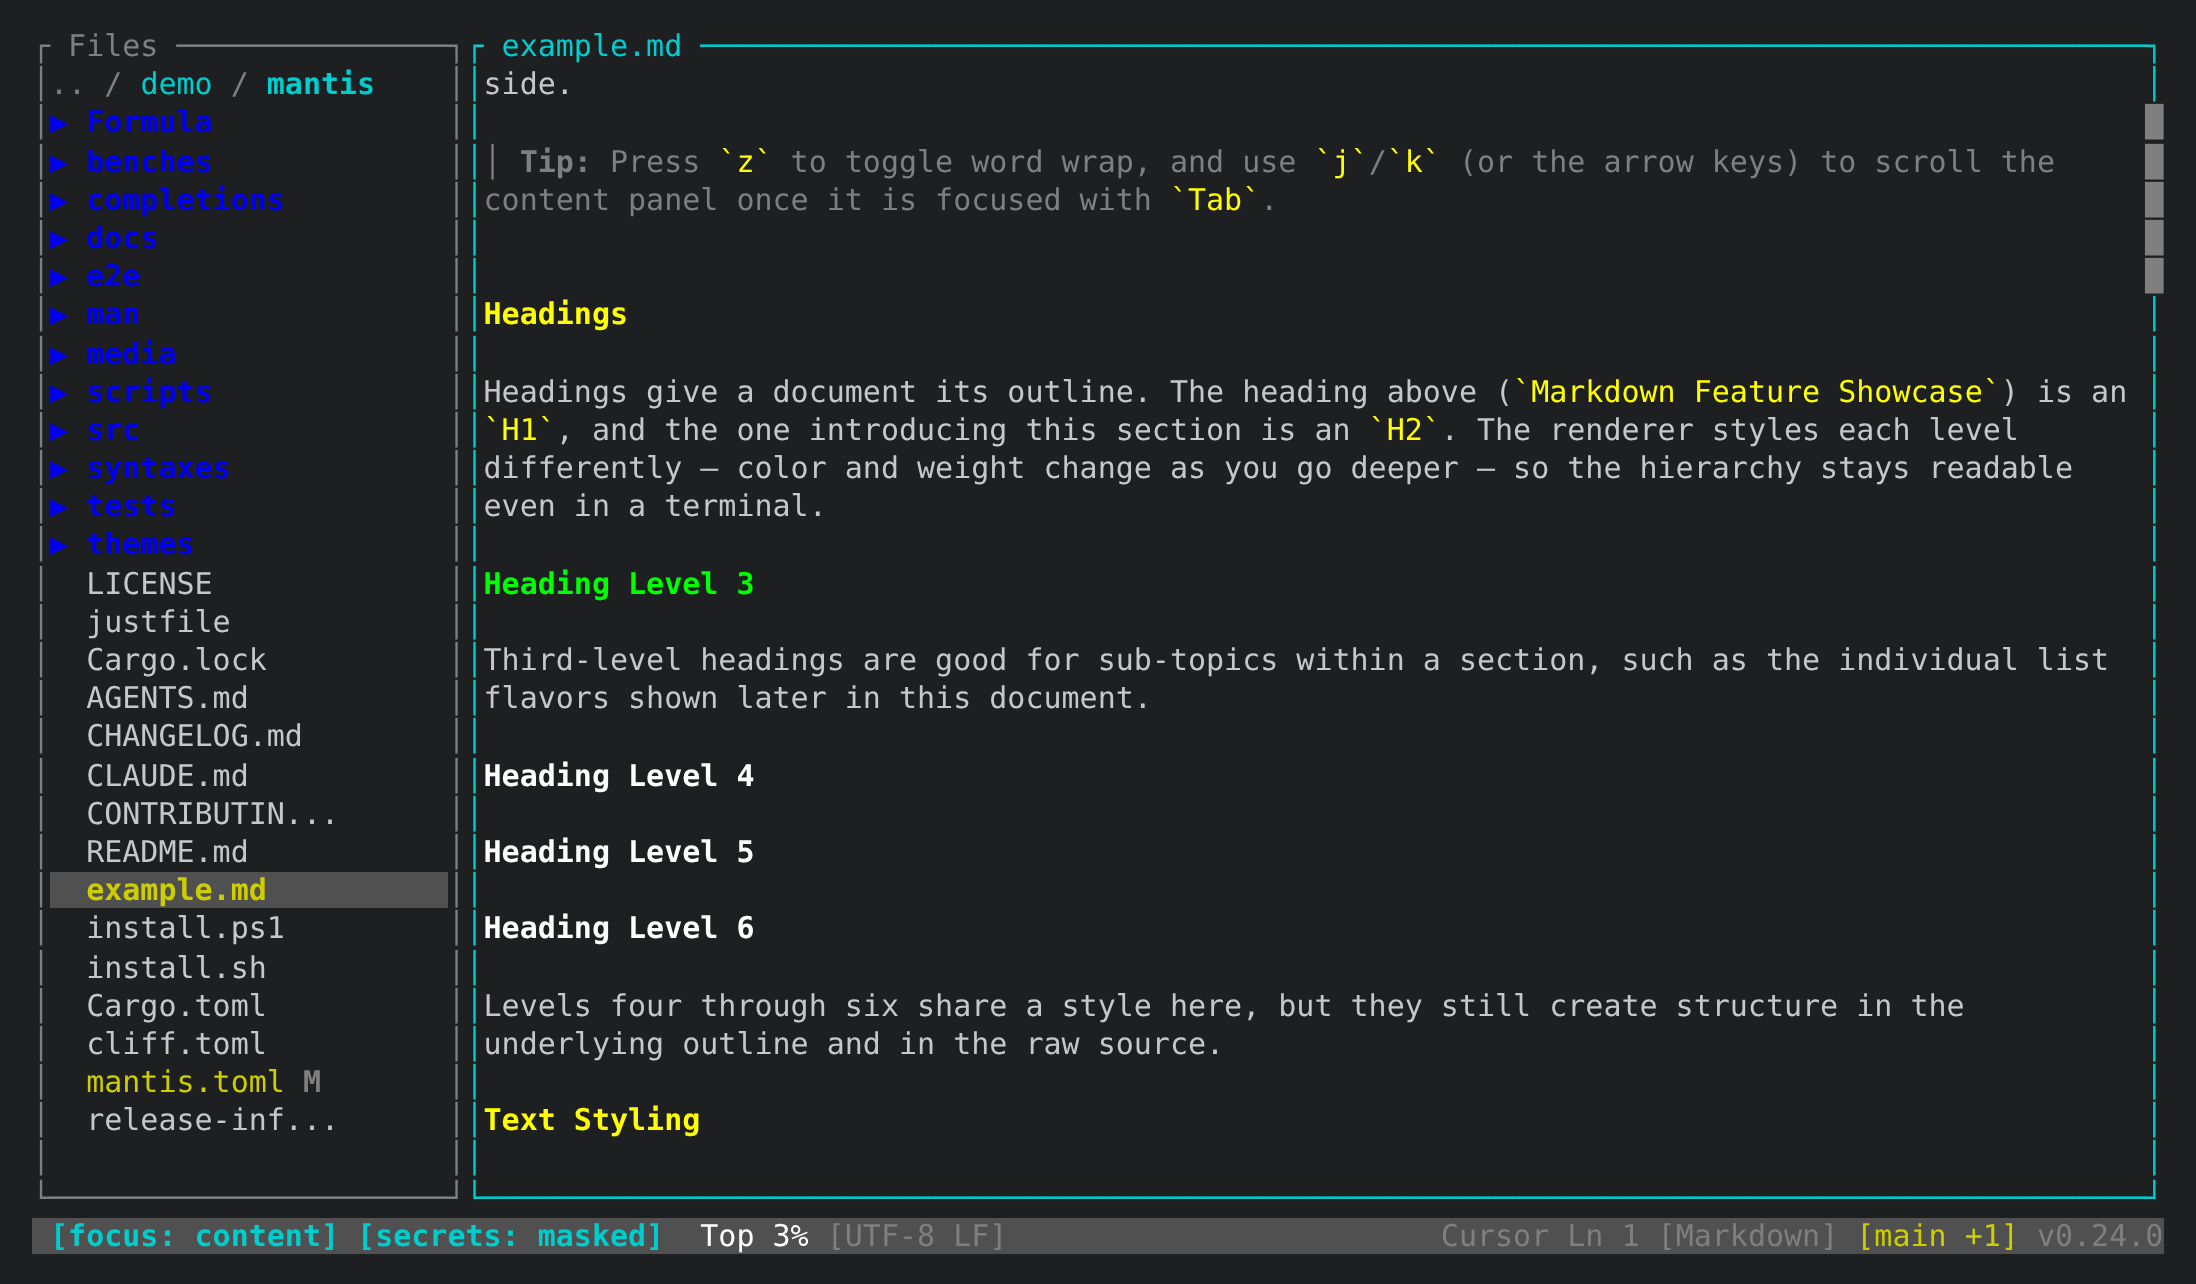 Files
.. / demo / mantis
▶ Formula
▶ benches
▶ completions
▶ docs
▶ e2e
▶ man
▶ media
▶ scripts
▶ src
▶ syntaxes
▶ tests
▶ themes
LICENSE
justfile
Cargo.lock
AGENTS.md
CHANGELOG.md
CLAUDE.md
CONTRIBUTIN...
README.md
example.md
install.ps1
install.sh
Cargo.toml
cliff.toml
mantis.toml M
release-inf...
example.md
side.
│ Tip: Press `z` to toggle word wrap, and use `j`/`k` (or the arrow keys) to scroll the
content panel once it is focused with `Tab`.
Headings
Headings give a document its outline. The heading above (`Markdown Feature Showcase`) is an
`H1`, and the one introducing this section is an `H2`. The renderer styles each level
differently — color and weight change as you go deeper — so the hierarchy stays readable
even in a terminal.
Heading Level 3
Third-level headings are good for sub-topics within a section, such as the individual list
flavors shown later in this document.
Heading Level 4
Heading Level 5
Heading Level 6
Levels four through six share a style here, but they still create structure in the
underlying outline and in the raw source.
Text Styling
[focus: content] [secrets: masked]  Top 3% [UTF-8 LF] Cursor Ln 1 [Markdown] [main +1] v0.24.0